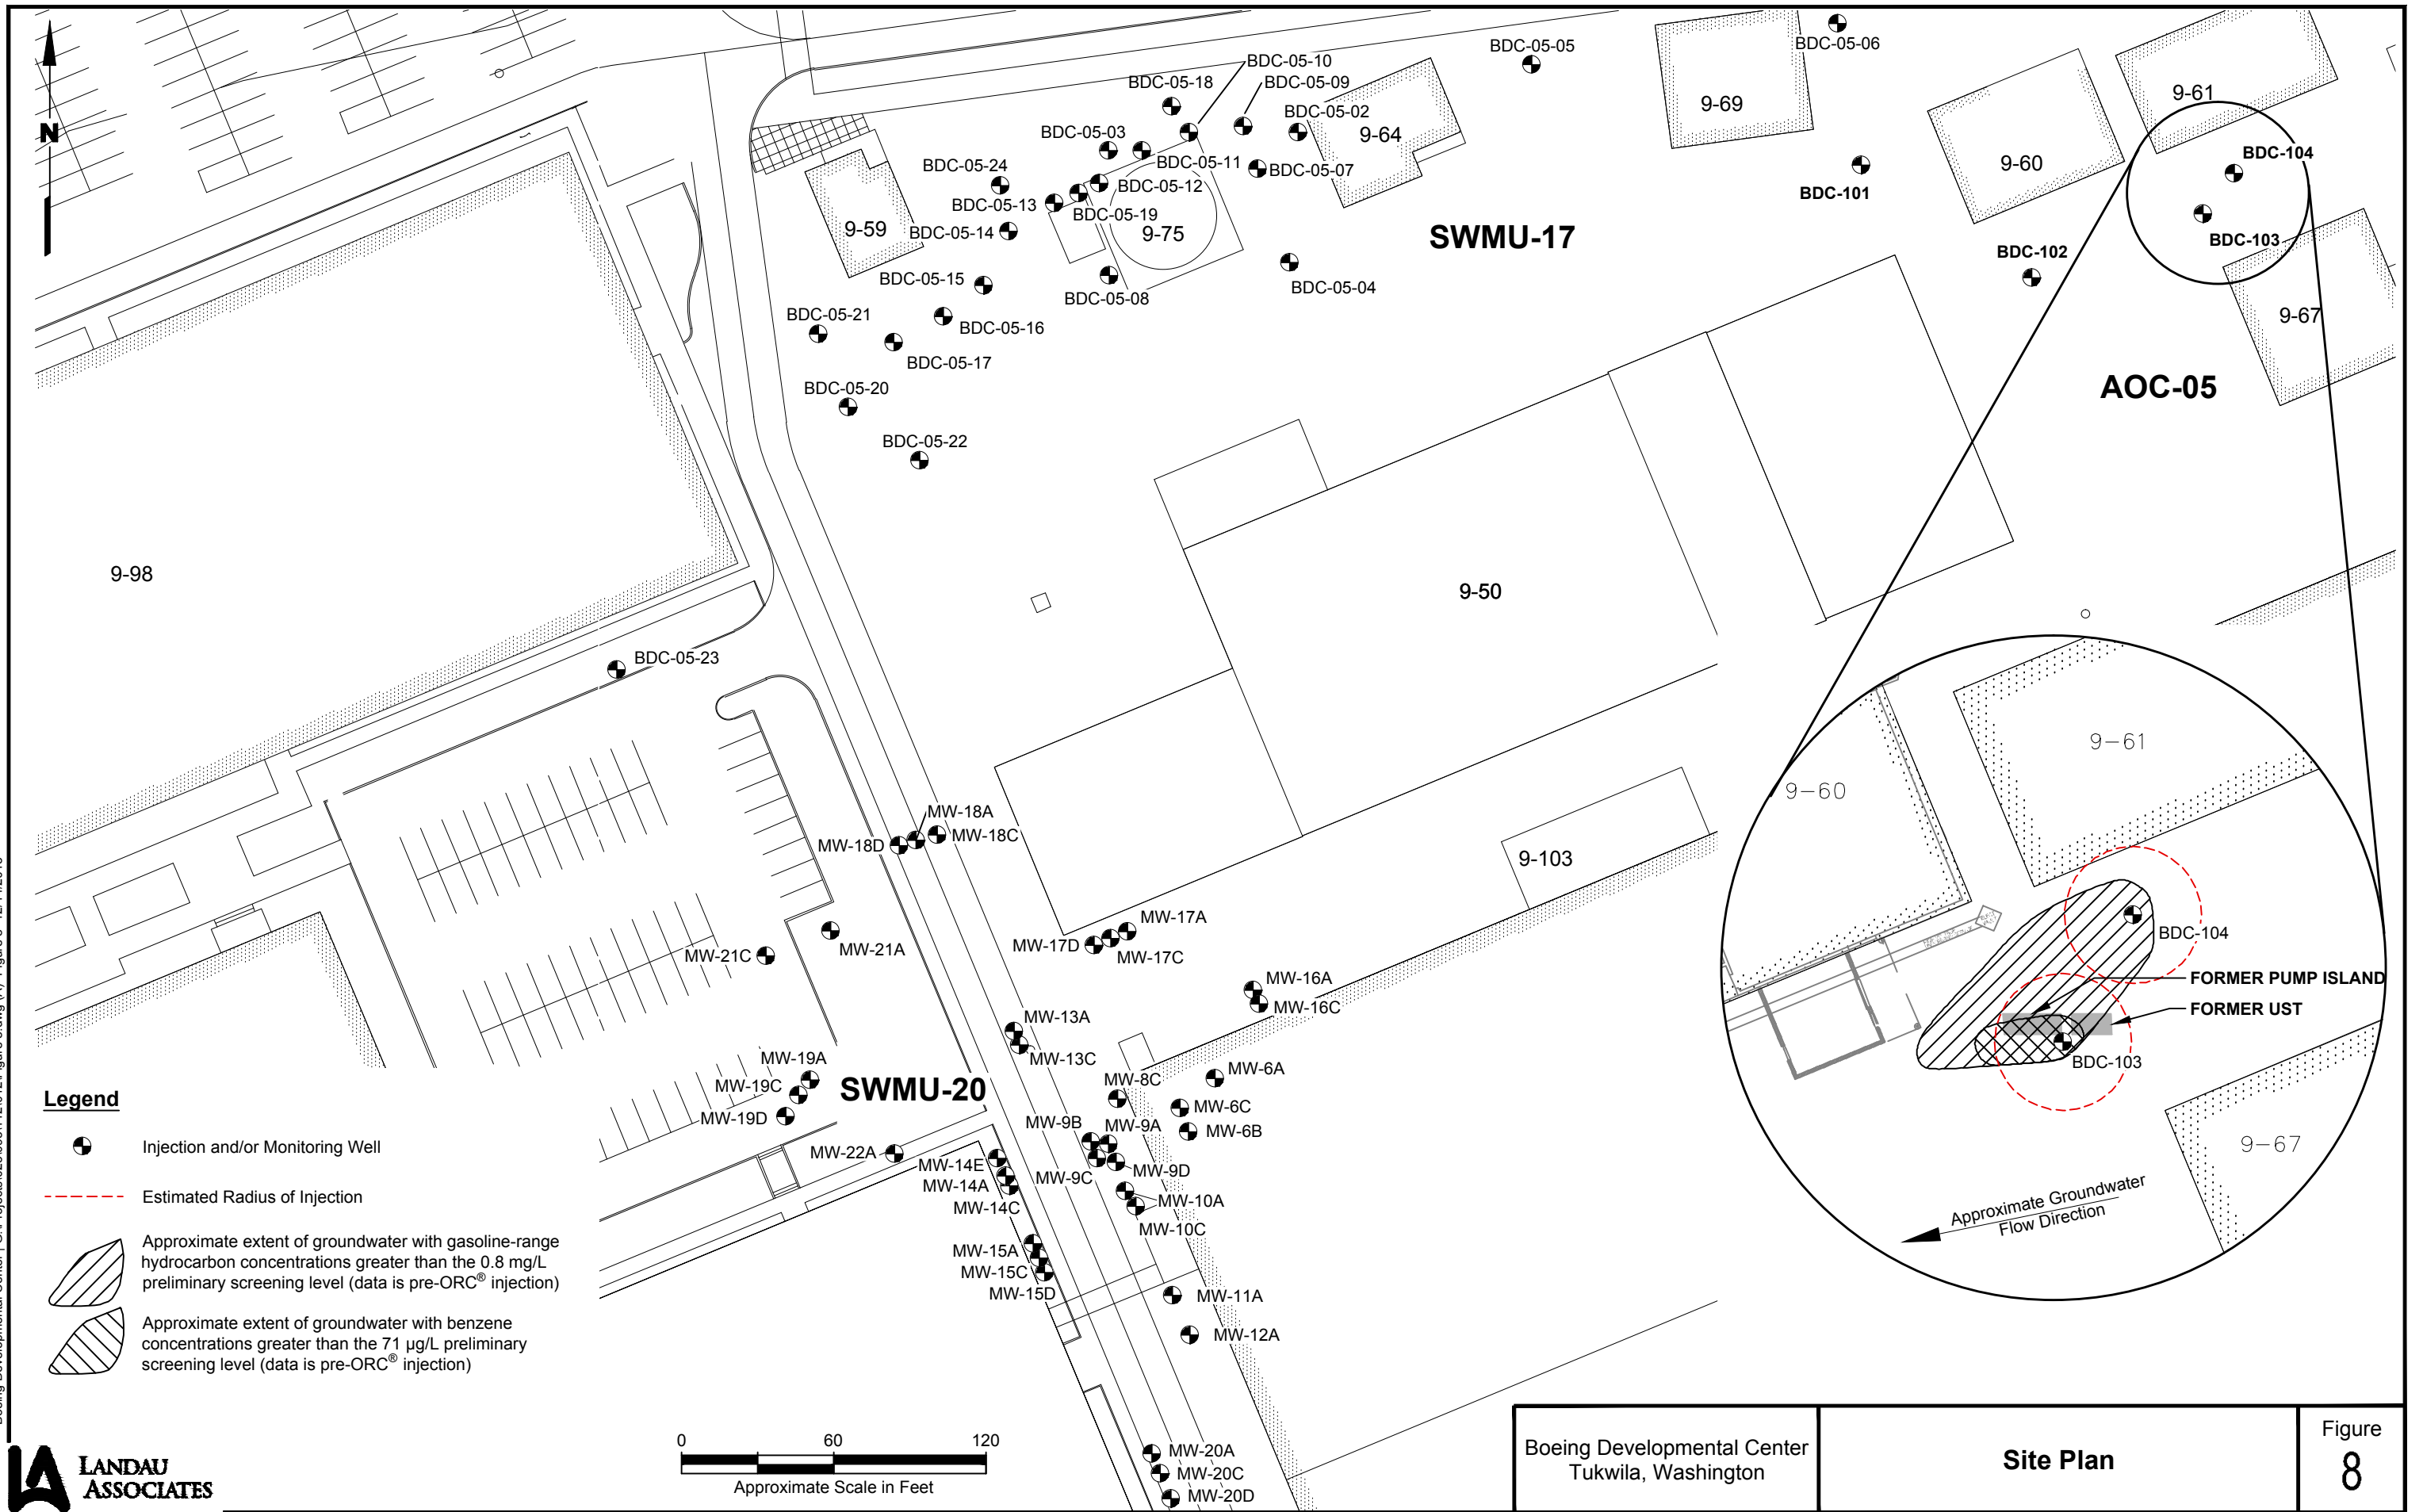 N
BDC-05-05
BDC-05-06
BDC-05-10
BDC-05-09
BDC-05-18
BDC-05-02
BDC-05-03
9-64
9-69
9-61
BDC-104
BDC-05-11
BDC-05-07
BDC-05-24
BDC-05-12
BDC-05-13
BDC-05-19
BDC-05-14
9-59
9-75
BDC-101
9-60
BDC-103
SWMU-17
BDC-102
BDC-05-15
BDC-05-08
BDC-05-04
BDC-05-21
BDC-05-16
9-67
BDC-05-17
BDC-05-20
AOC-05
BDC-05-22
9-98
9-50
BDC-05-23
MW-18A
MW-18D
MW-18C
9-103
MW-17A
MW-17D
MW-17C
MW-21C
MW-21A
MW-16A
MW-16C
MW-13A
MW-13C
MW-19A
MW-19C
MW-19D
SWMU-20
MW-8C
MW-6A
MW-6C
MW-6B
MW-9B
MW-9A
MW-22A
MW-14E
MW-9C
MW-9D
MW-14A
MW-14C
MW-10A
MW-10C
MW-15A
MW-15C
MW-15D
MW-11A
MW-12A
MW-20A
MW-20C
MW-20D
9-61
9-60
BDC-104
FORMER PUMP ISLAND
FORMER UST
BDC-103
9-67
Approximate Groundwater
Flow Direction
Legend
Injection and/or Monitoring Well
Estimated Radius of Injection
Approximate extent of groundwater with gasoline-range
hydrocarbon concentrations greater than the 0.8 mg/L
preliminary screening level (data is pre-ORC® injection)
Approximate extent of groundwater with benzene
concentrations greater than the 71 µg/L preliminary
screening level (data is pre-ORC® injection)
0 60 120
Approximate Scale in Feet
LANDAU
ASSOCIATES
Boeing Developmental Center
Tukwila, Washington
Site Plan
Figure
8